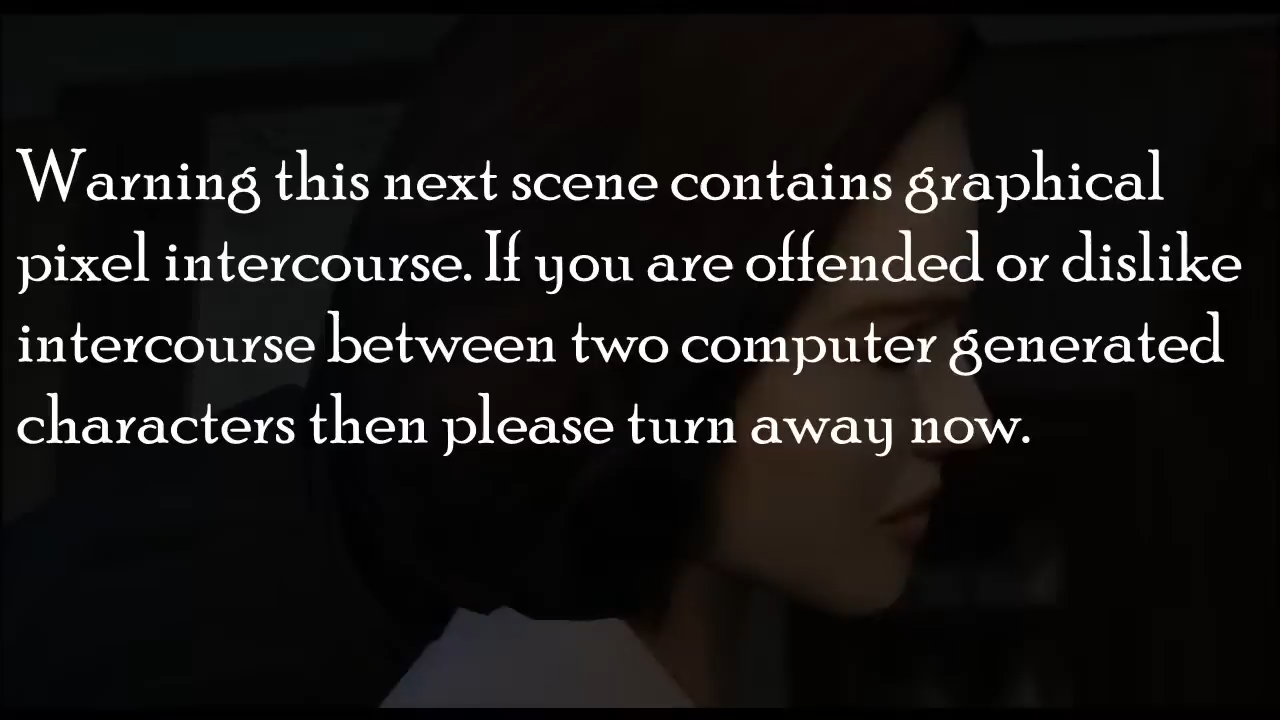 Warning this next scene contains graphical
pixel intercourse. If you are offended or dislike
intercourse between two computer generated
characters then please turn away now.